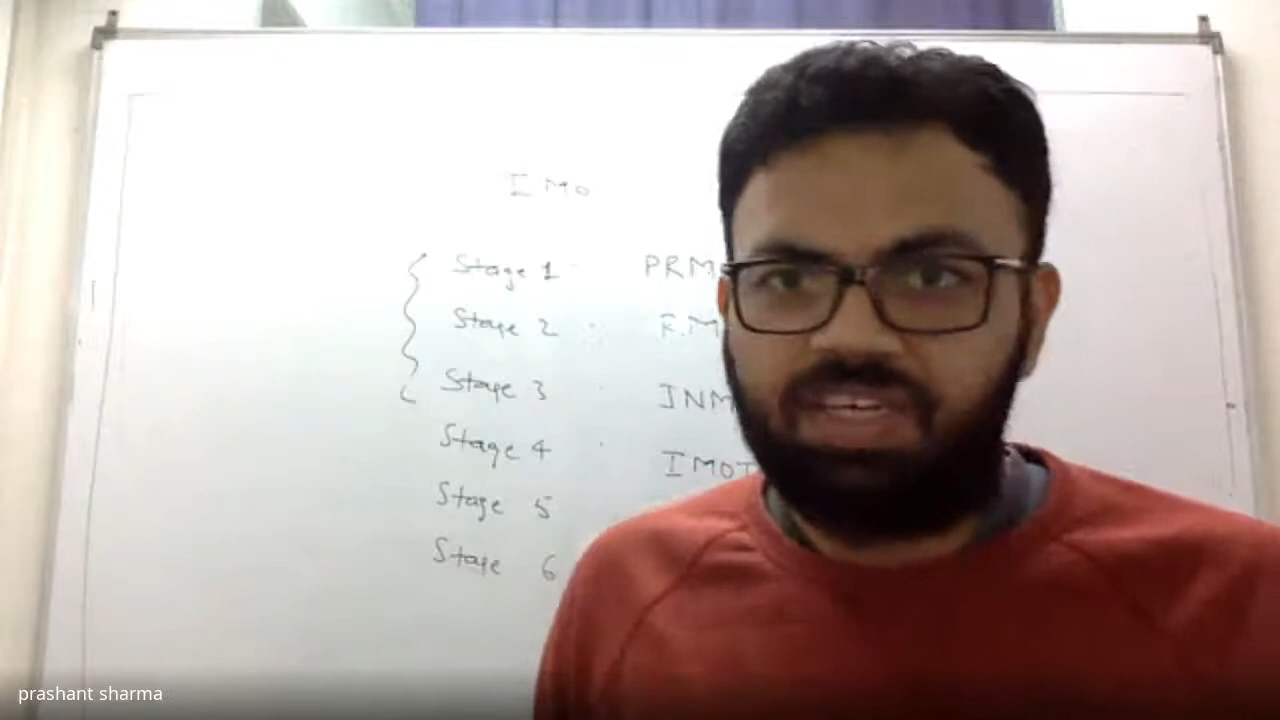 IMO
Stage 1 PRM
Stage 2 : RM
Stage 3 INM
Stage 4 IMOT
Stage 5
Stage 6
prashant sharma